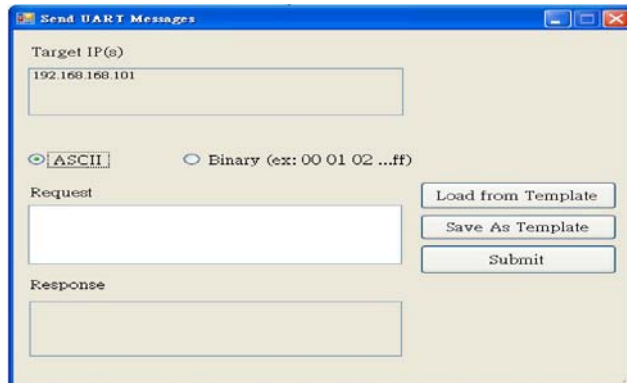 Send UART Messages
Target IP(s)
192.168.168.101
ASCII
Binary (ex: 00 01 02 ...ff)
Request
Load from Template
Save As Template
Submit
Response